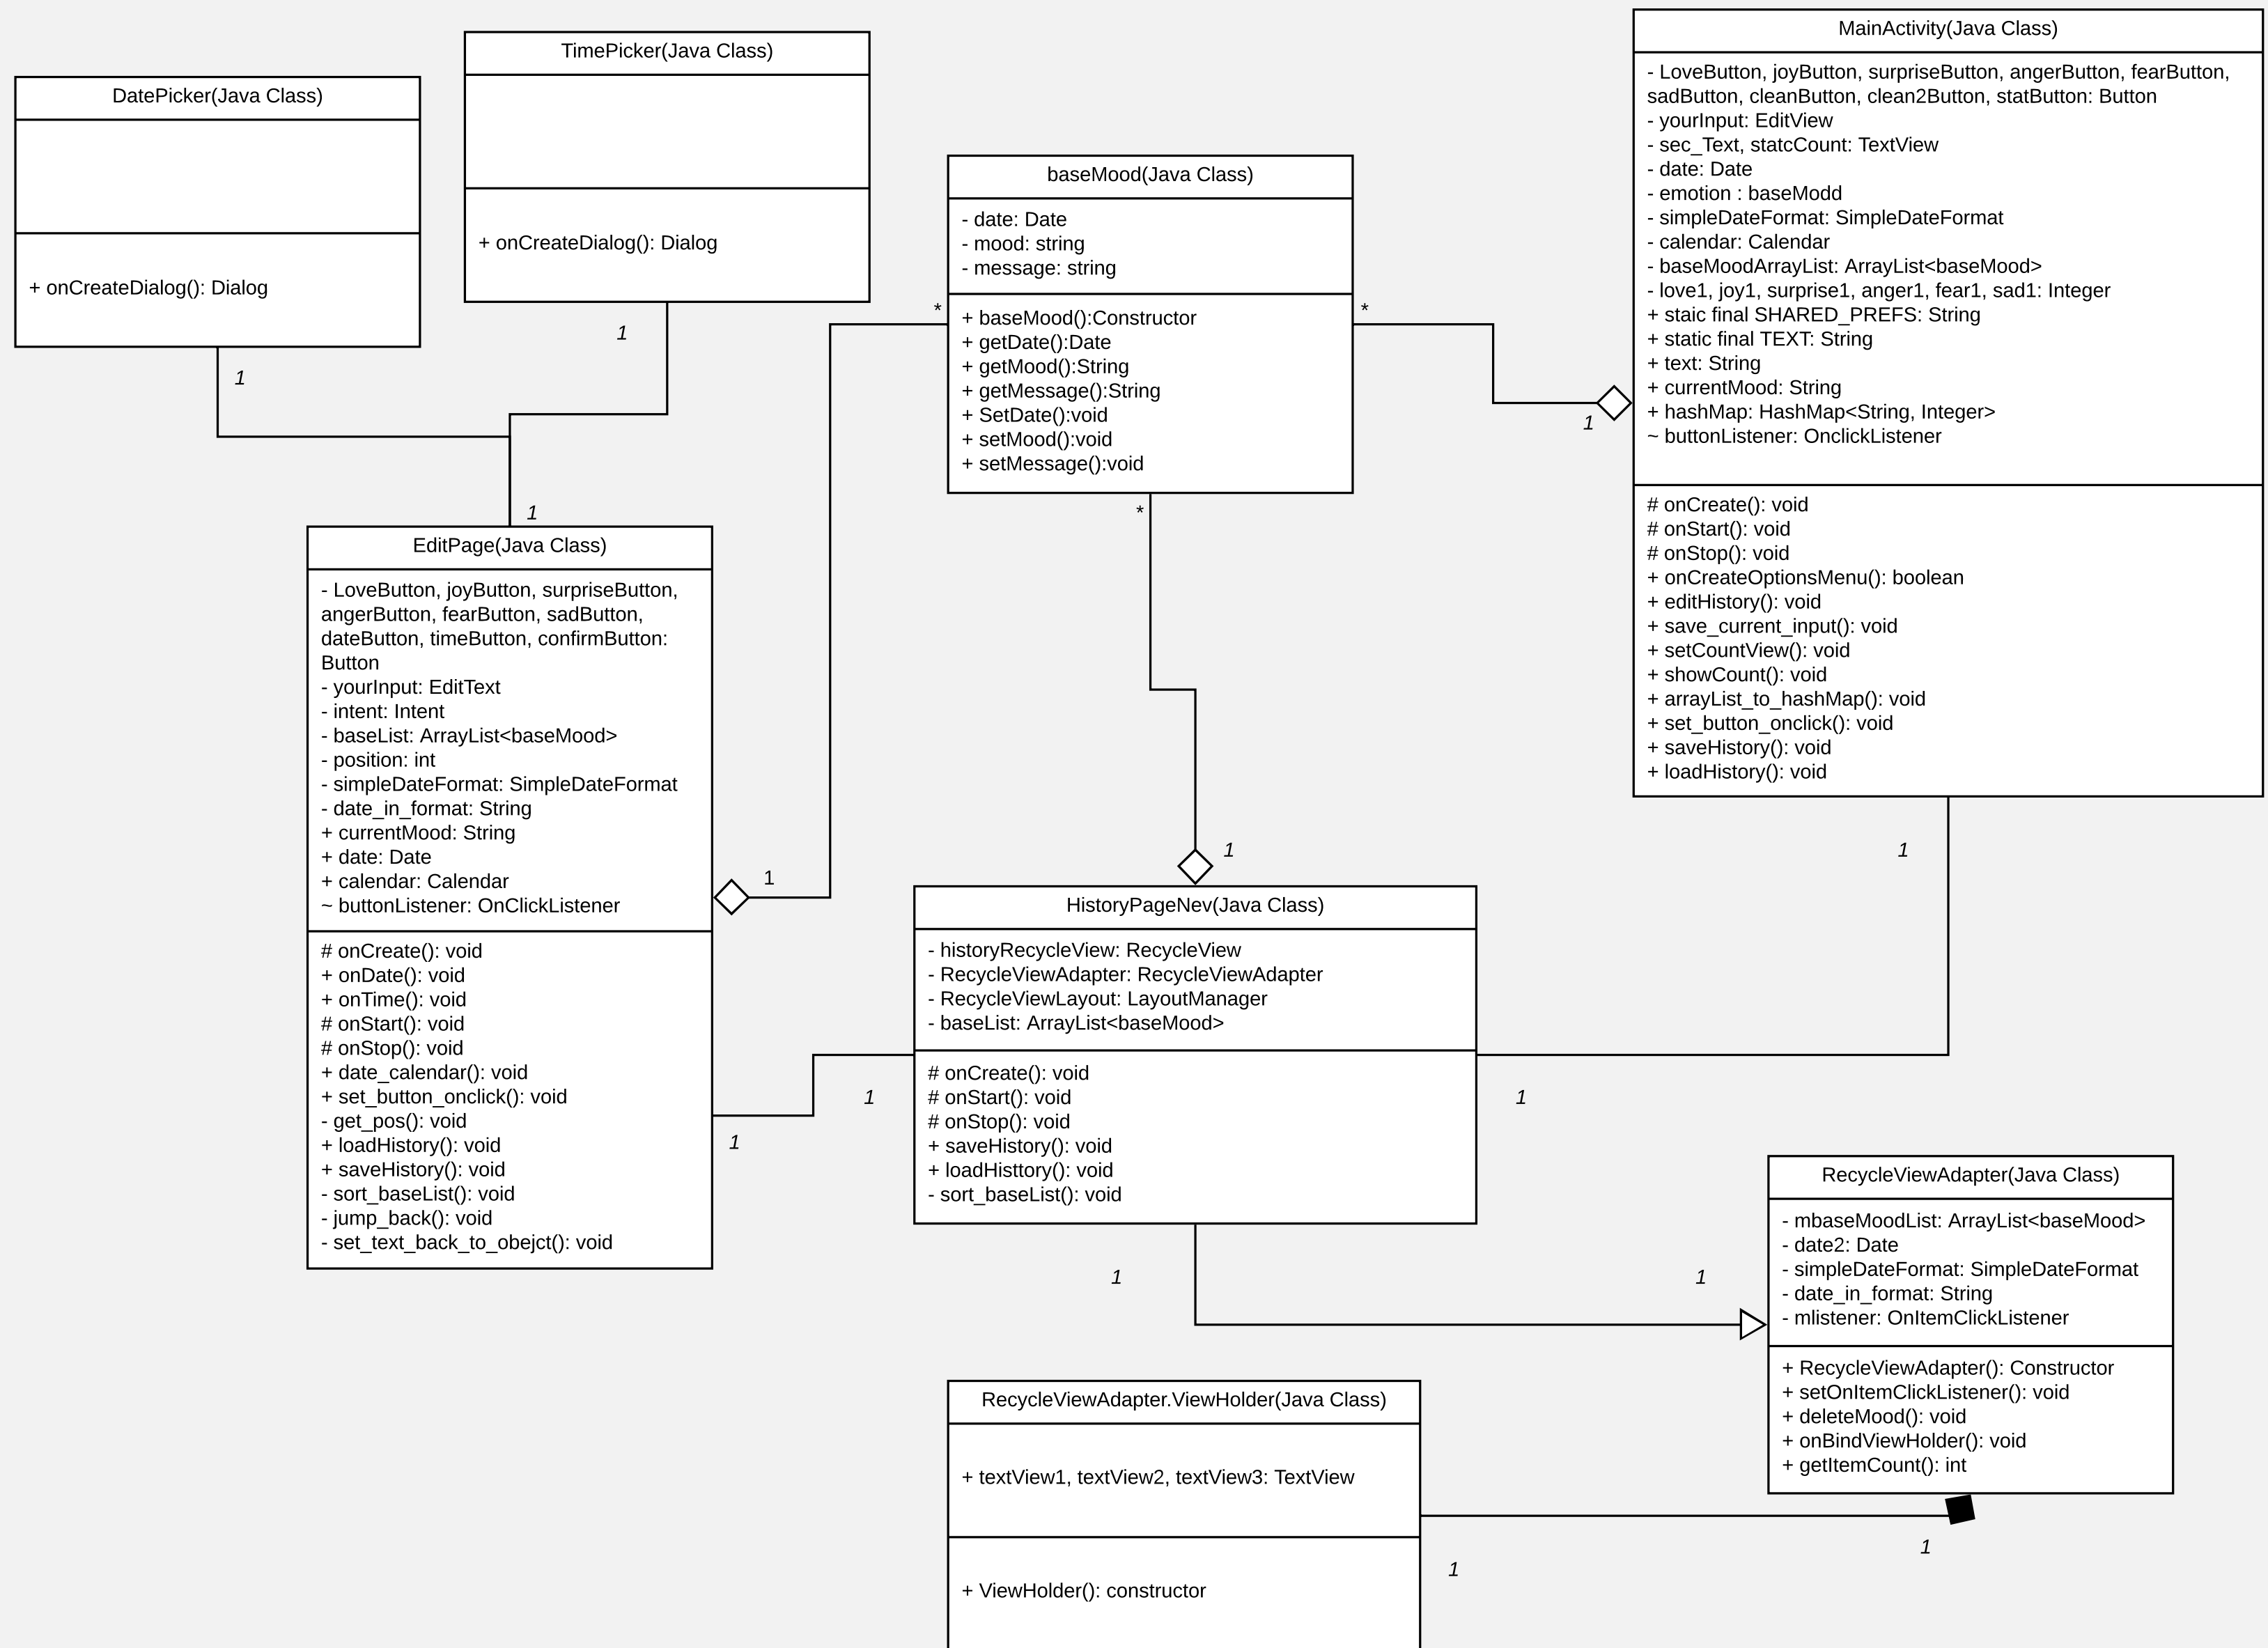 DatePicker(Java Class)
+ onCreateDialog(): Dialog
1
TimePicker(Java Class)
+ onCreateDialog(): Dialog
1
1
baseMood(Java Class)
- date: Date
- mood: string
- message: string
+ baseMood():Constructor
+ getDate():Date
+ getMood():String
+ getMessage():String
+ SetDate():void
+ setMood():void
+ setMessage():void
*
*
*
MainActivity(Java Class)
- LoveButton, joyButton, surpriseButton, angerButton, fearButton,
sadButton, cleanButton, clean2Button, statButton: Button
- yourInput: EditView
- sec_Text, statcCount: TextView
- date: Date
- emotion : baseModd
- simpleDateFormat: SimpleDateFormat
- calendar: Calendar
- baseMoodArrayList: ArrayList<baseMood>
- love1, joy1, surprise1, anger1, fear1, sad1: Integer
+ staic final SHARED_PREFS: String
+ static final TEXT: String
+ text: String
+ currentMood: String
+ hashMap: HashMap<String, Integer>
~ buttonListener: OnclickListener
# onCreate(): void
# onStart(): void
# onStop(): void
+ onCreateOptionsMenu(): boolean
+ editHistory(): void
+ save_current_input(): void
+ setCountView(): void
+ showCount(): void
+ arrayList_to_hashMap(): void
+ set_button_onclick(): void
+ saveHistory(): void
+ loadHistory(): void
1
1
EditPage(Java Class)
- LoveButton, joyButton, surpriseButton,
angerButton, fearButton, sadButton,
dateButton, timeButton, confirmButton:
Button
- yourInput: EditText
- intent: Intent
- baseList: ArrayList<baseMood>
- position: int
- simpleDateFormat: SimpleDateFormat
- date_in_format: String
+ currentMood: String
+ date: Date
+ calendar: Calendar
~ buttonListener: OnClickListener
# onCreate(): void
+ onDate(): void
+ onTime(): void
# onStart(): void
# onStop(): void
+ date_calendar(): void
+ set_button_onclick(): void
- get_pos(): void
+ loadHistory(): void
+ saveHistory(): void
- sort_baseList(): void
- jump_back(): void
- set_text_back_to_obejct(): void
1
1
1
HistoryPageNev(Java Class)
- historyRecycleView: RecycleView
- RecycleViewAdapter: RecycleViewAdapter
- RecycleViewLayout: LayoutManager
- baseList: ArrayList<baseMood>
# onCreate(): void
# onStart(): void
# onStop(): void
+ saveHistory(): void
+ loadHisttory(): void
- sort_baseList(): void
1
1
1
1
RecycleViewAdapter(Java Class)
- mbaseMoodList: ArrayList<baseMood>
- date2: Date
- simpleDateFormat: SimpleDateFormat
- date_in_format: String
- mlistener: OnItemClickListener
+ RecycleViewAdapter(): Constructor
+ setOnItemClickListener(): void
+ deleteMood(): void
+ onBindViewHolder(): void
+ getItemCount(): int
1
RecycleViewAdapter.ViewHolder(Java Class)
+ textView1, textView2, textView3: TextView
+ ViewHolder(): constructor
1